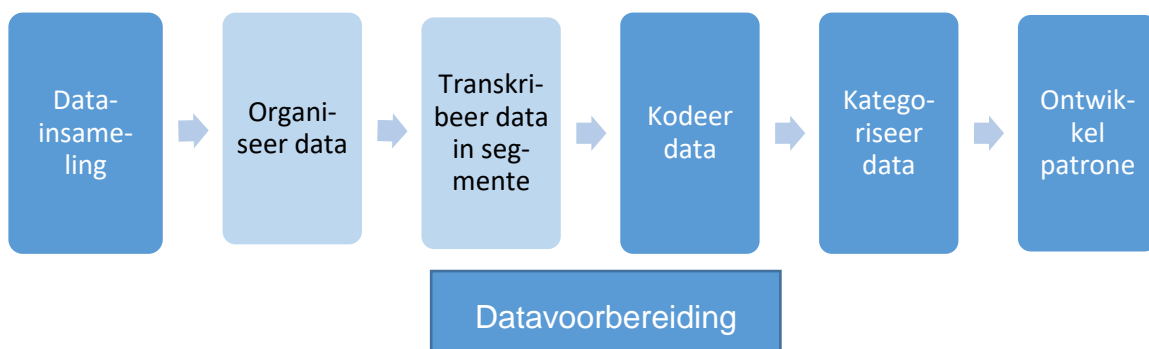 Data-
insame-
ling
Organi-
seer data
Transkri-
beer data
in seg-
mente
Kodeer
data
Katego-
riseer
data
Ontwik-
kel
patrone
Datavoorbereiding